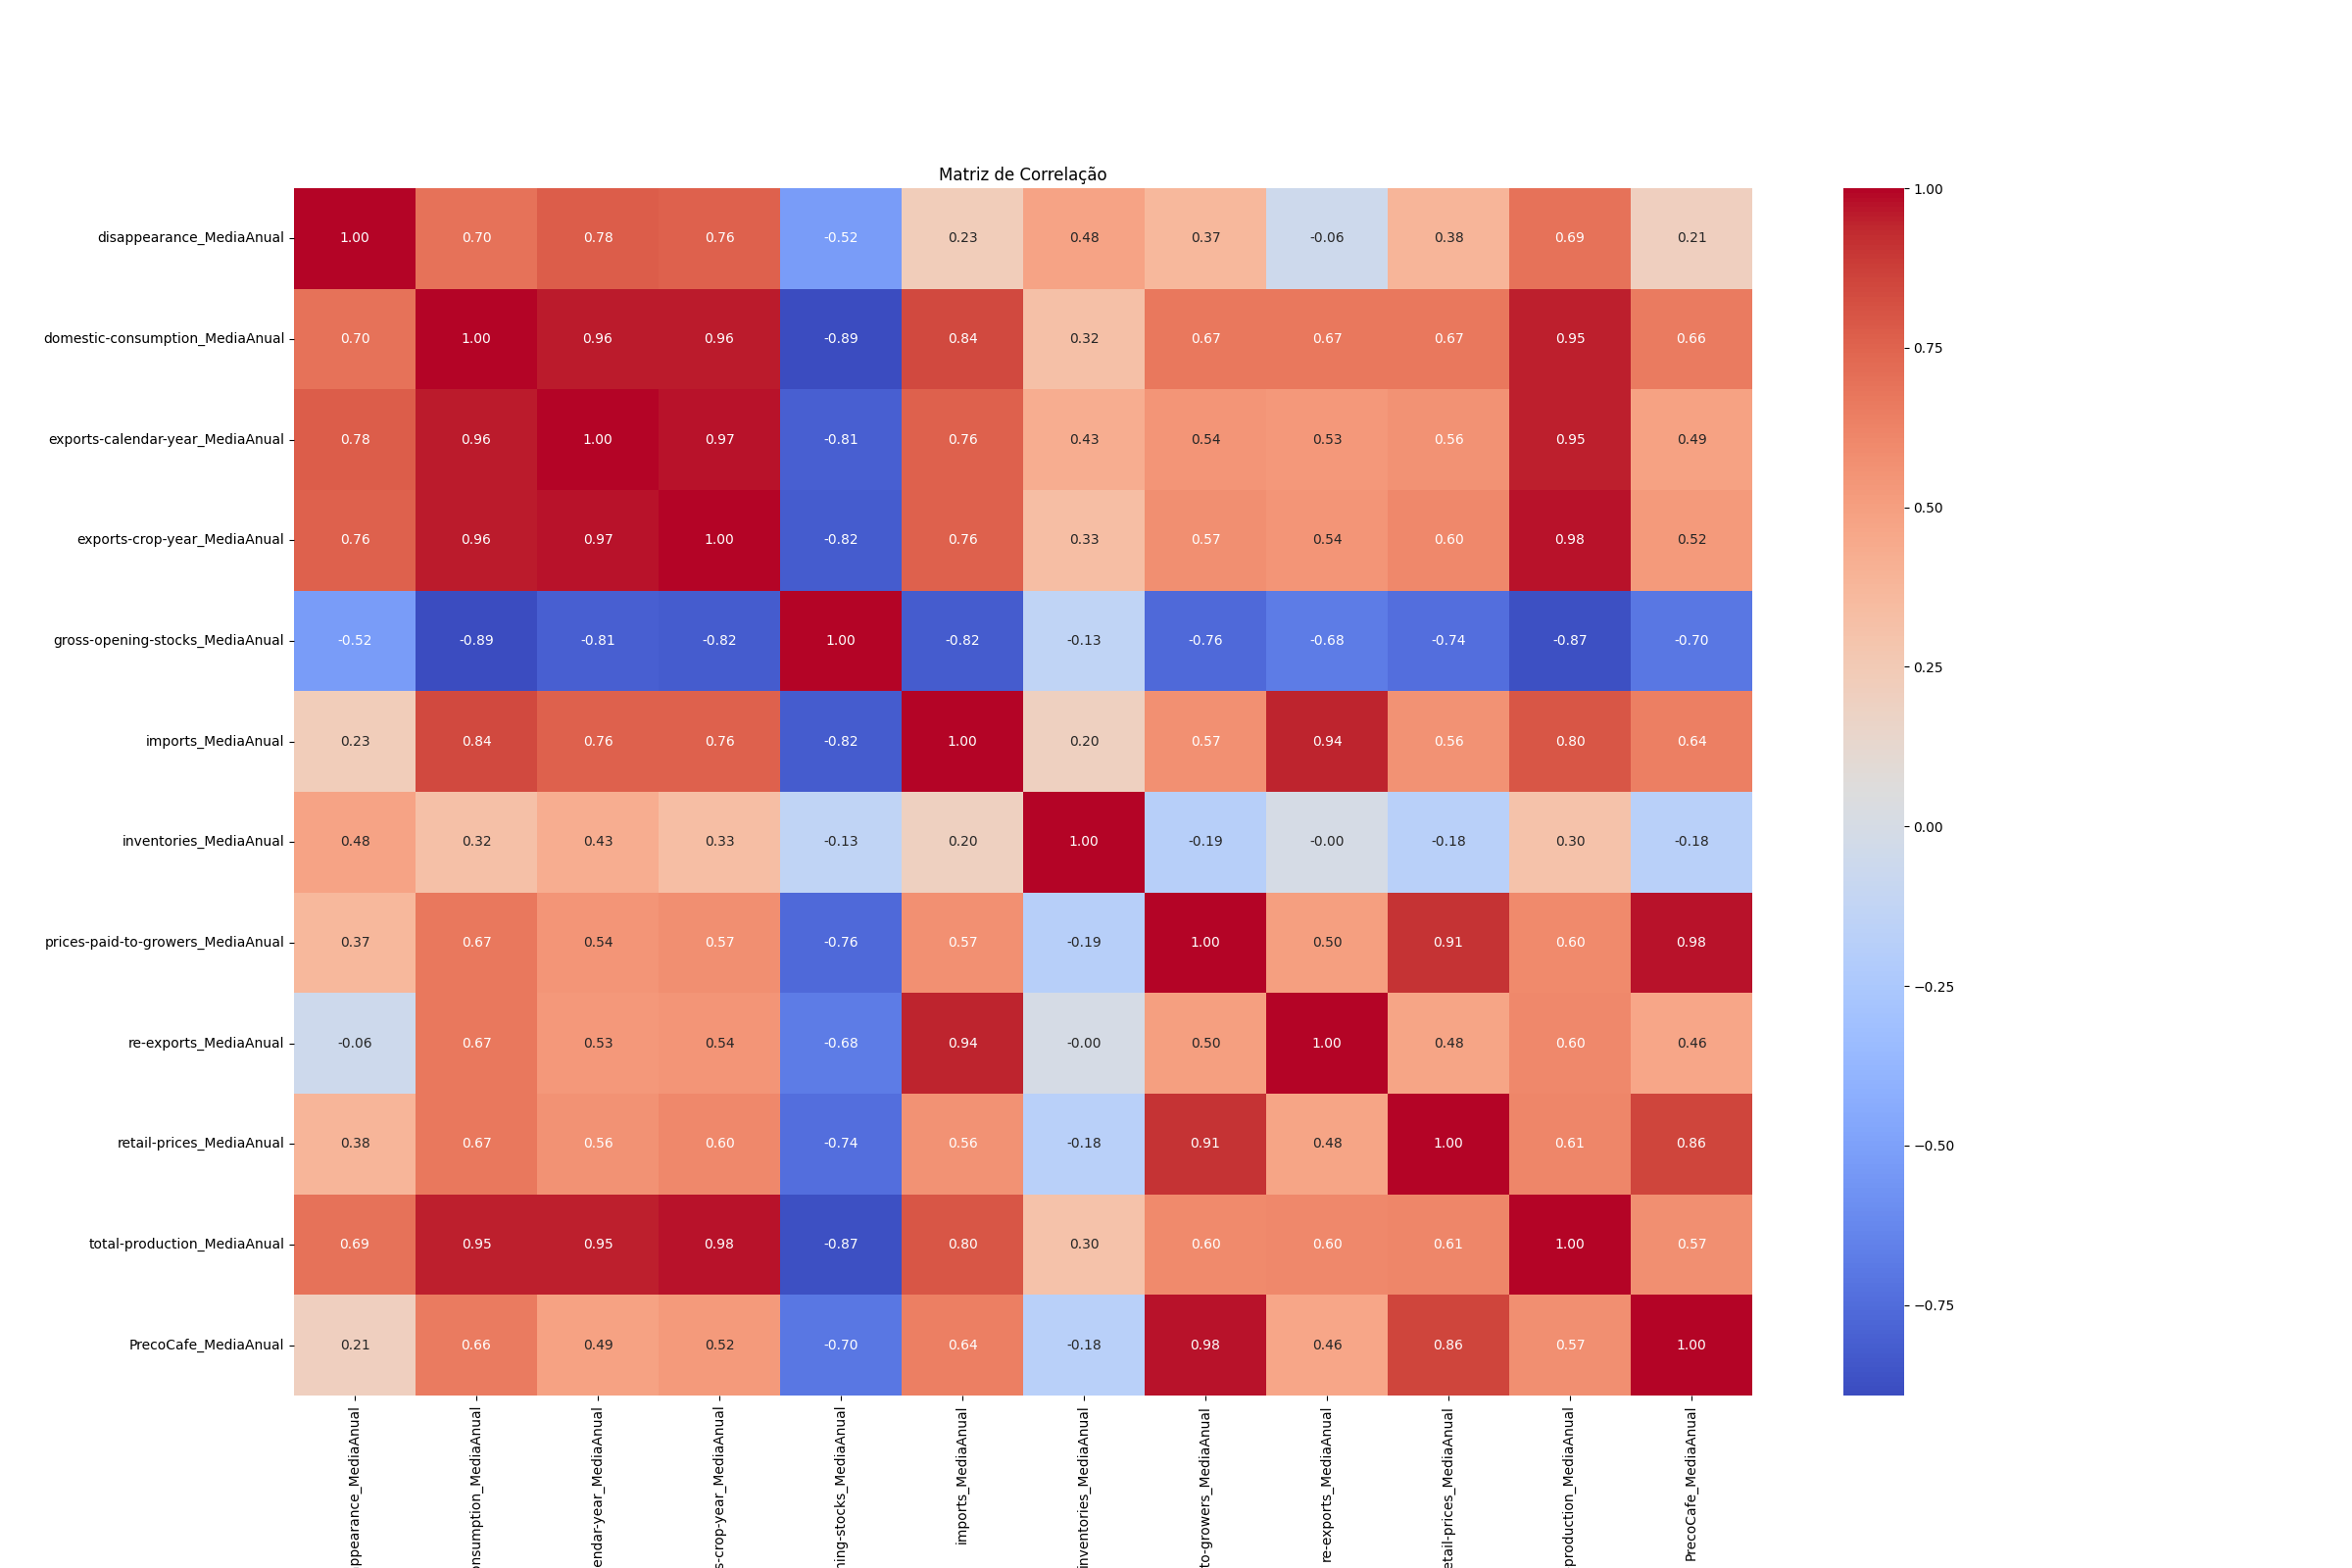 Matriz de Correlação
disappearance_MediaAnual 1.00 0.70 0.78 0.76 -0.52 0.23 0.48 0.37 -0.06 0.38 0.69 0.21
domestic-consumption_MediaAnual 0.70 1.00 0.96 0.96 -0.89 0.84 0.32 0.67 0.67 0.67 0.95 0.66
exports-calendar-year_MediaAnual 0.78 0.96 1.00 0.97 -0.81 0.76 0.43 0.54 0.53 0.56 0.95 0.49
exports-crop-year_MediaAnual 0.76 0.96 0.97 1.00 -0.82 0.76 0.33 0.57 0.54 0.60 0.98 0.52
gross-opening-stocks_MediaAnual -0.52 -0.89 -0.81 -0.82 1.00 -0.82 -0.13 -0.76 -0.68 -0.74 -0.87 -0.70
imports_MediaAnual 0.23 0.84 0.76 0.76 -0.82 1.00 0.20 0.57 0.94 0.56 0.80 0.64
inventories_MediaAnual 0.48 0.32 0.43 0.33 -0.13 0.20 1.00 -0.19 -0.00 -0.18 0.30 -0.18
prices-paid-to-growers_MediaAnual 0.37 0.67 0.54 0.57 -0.76 0.57 -0.19 1.00 0.50 0.91 0.60 0.98
re-exports_MediaAnual -0.06 0.67 0.53 0.54 -0.68 0.94 -0.00 0.50 1.00 0.48 0.60 0.46
retail-prices_MediaAnual 0.38 0.67 0.56 0.60 -0.74 0.56 -0.18 0.91 0.48 1.00 0.61 0.86
total-production_MediaAnual 0.69 0.95 0.95 0.98 -0.87 0.80 0.30 0.60 0.60 0.61 1.00 0.57
PrecoCafe_MediaAnual 0.21 0.66 0.49 0.52 -0.70 0.64 -0.18 0.98 0.46 0.86 0.57 1.00
ppearance_MediaAnual
onsumption_MediaAnual
endar-year_MediaAnual
s-crop-year_MediaAnual
ning-stocks_MediaAnual
imports_MediaAnual
inventories_MediaAnual
to-growers_MediaAnual
re-exports_MediaAnual
etail-prices_MediaAnual
production_MediaAnual
PrecoCafe_MediaAnual
1.00
0.75
0.50
0.25
0.00
−0.25
−0.50
−0.75